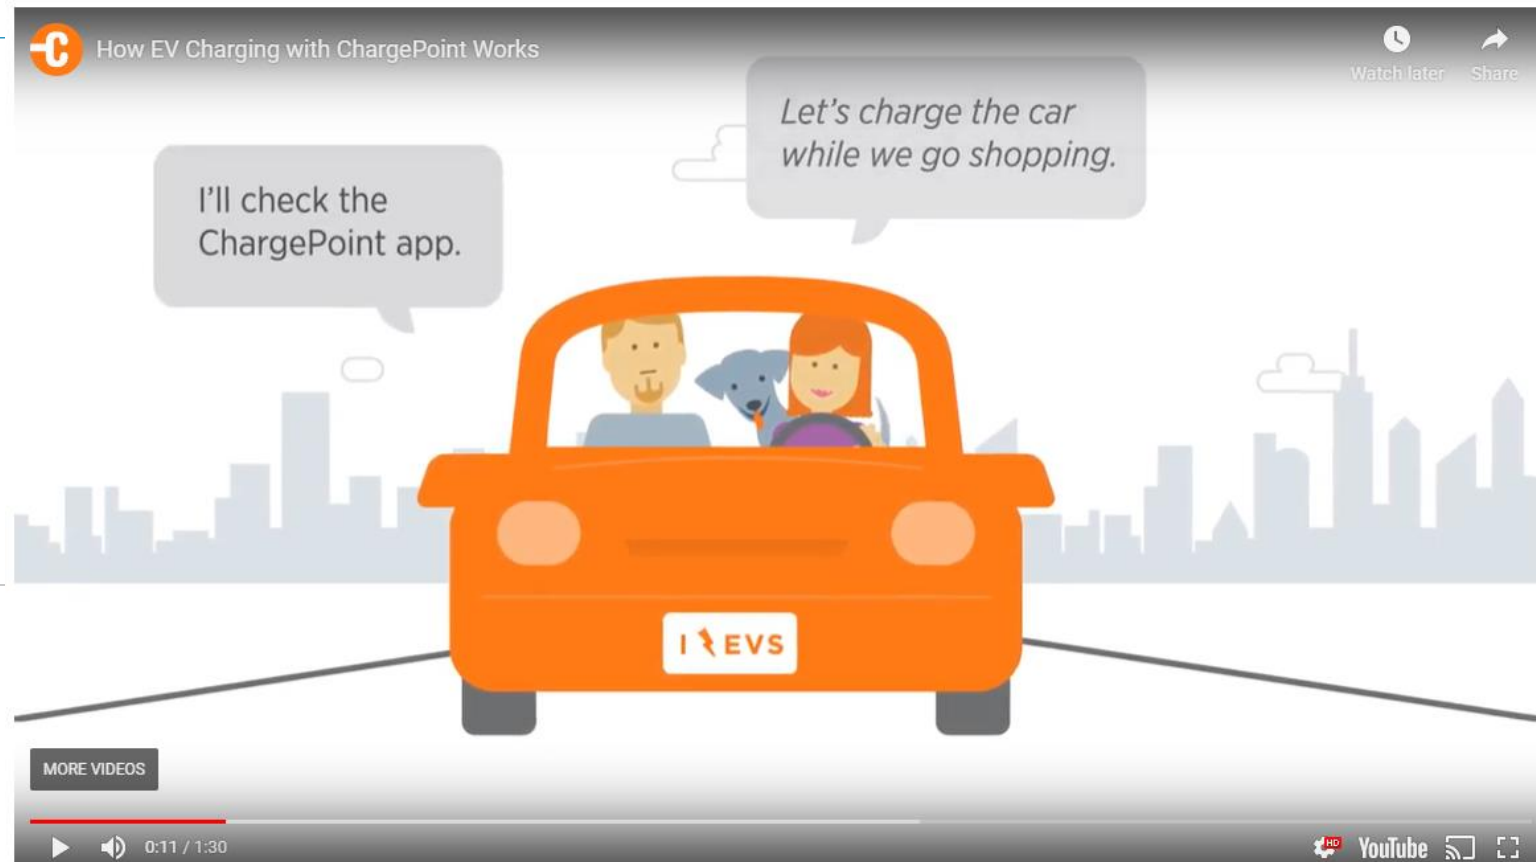 How EV Charging with ChargePoint Works
Watch later
Share
Let's charge the car
while we go shopping.
I'll check the
ChargePoint app.
I EVS
MORE VIDEOS
0:11 / 1:30
HD
YouTube